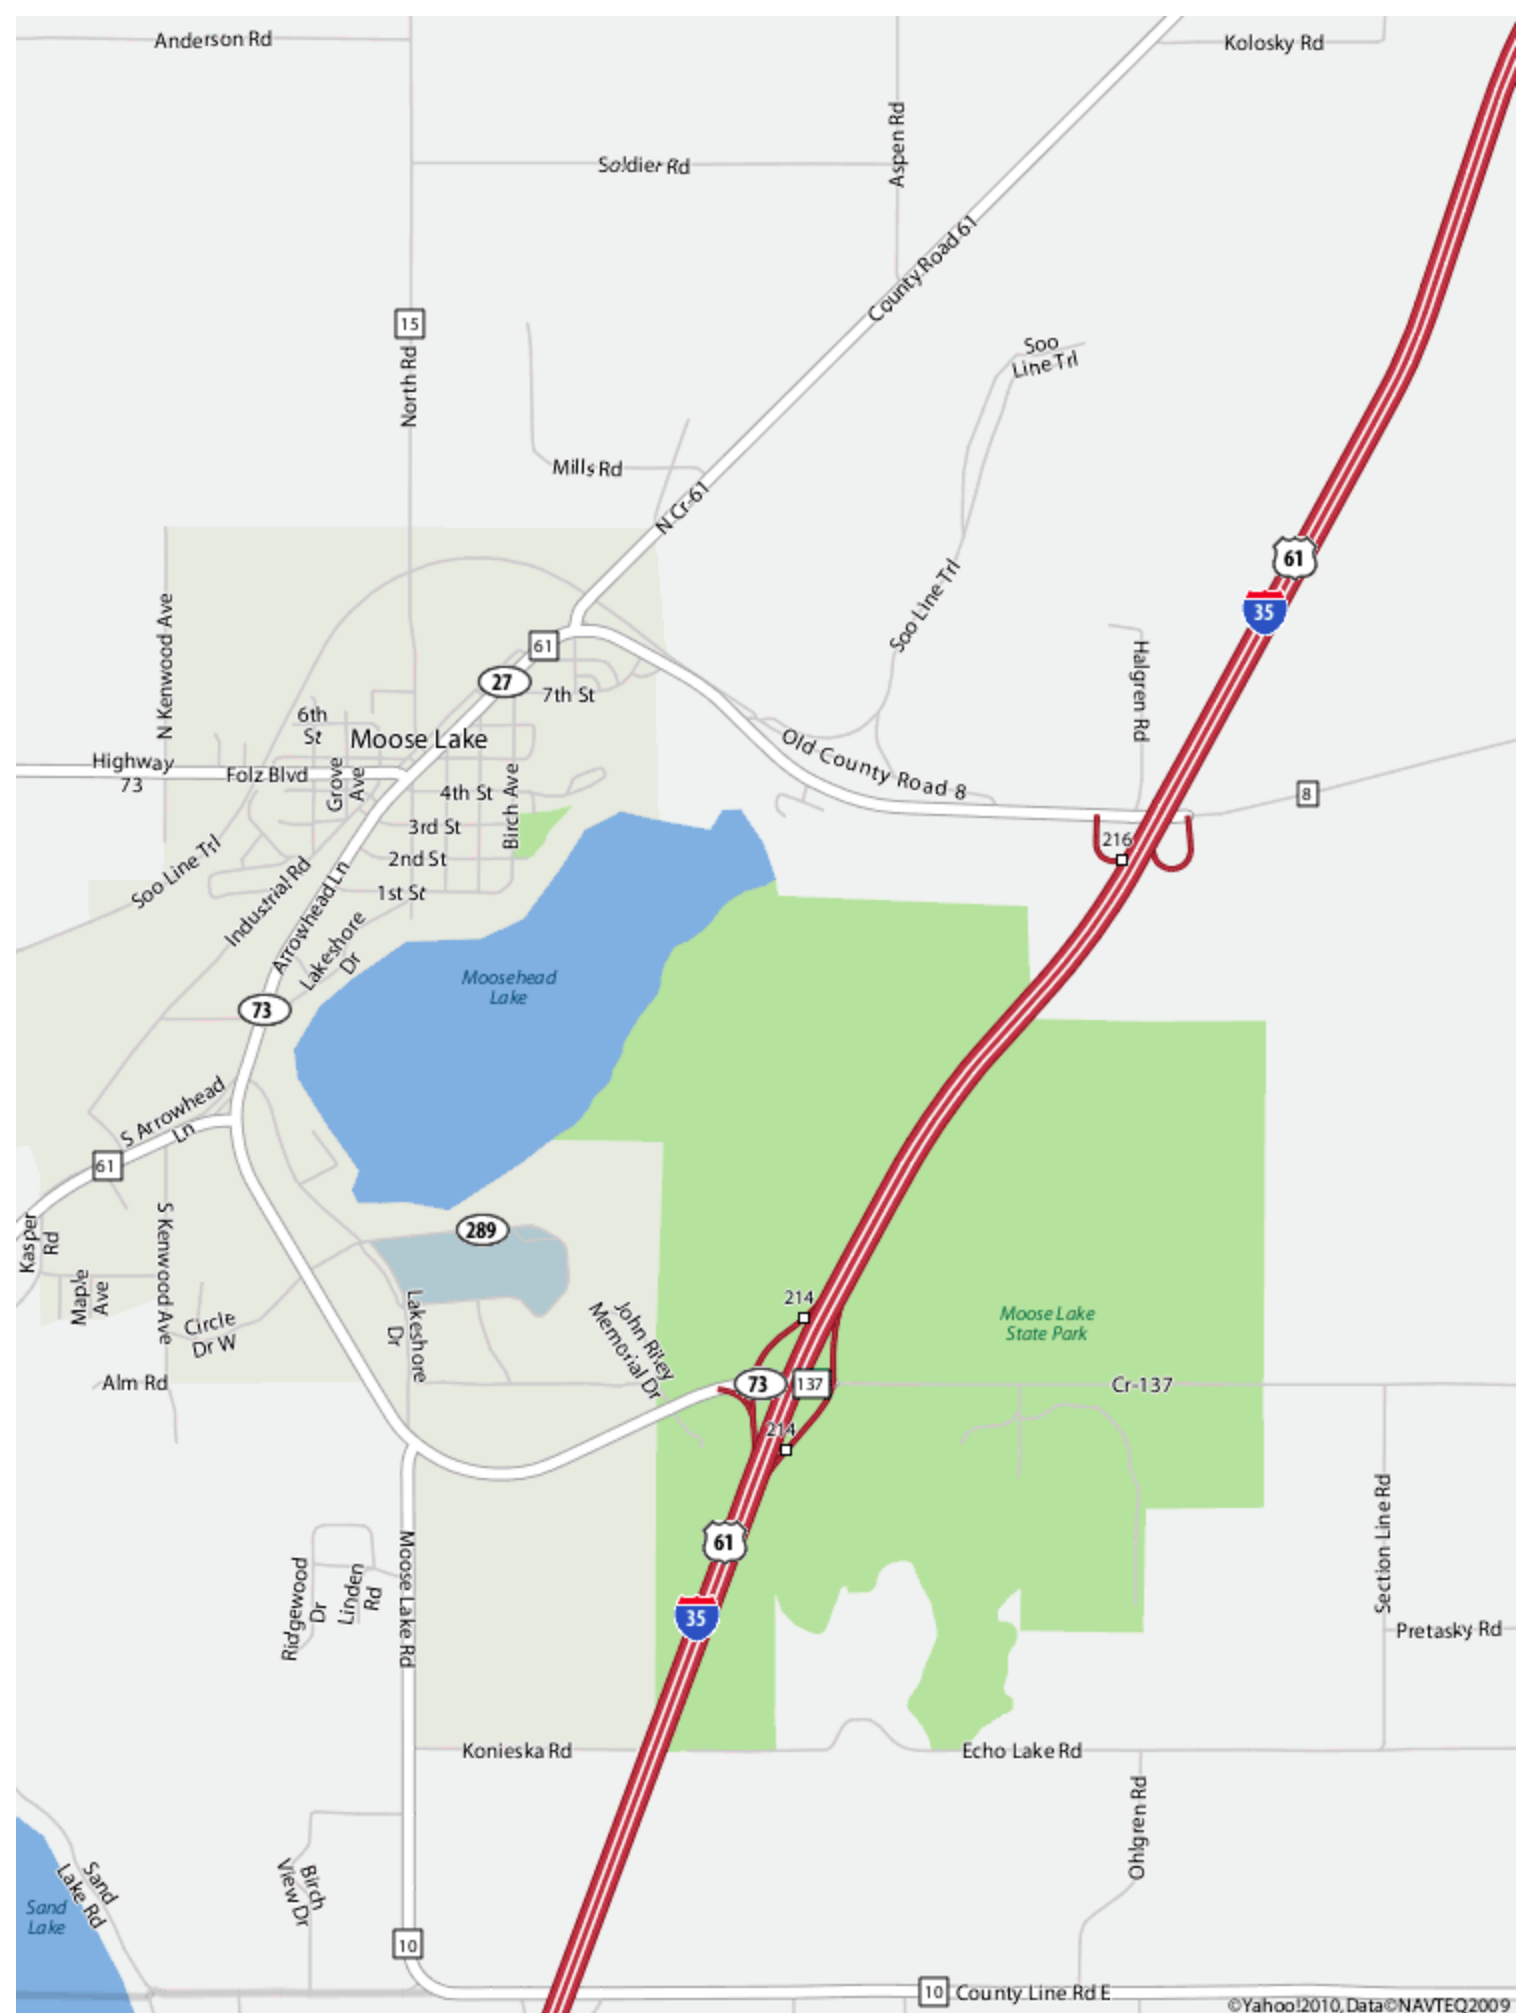 Anderson Rd
Kolosky Rd
Aspen Rd
Soldier Rd
County Road 61
15
North Rd
Soo
Line Trl
Mills Rd
N Cr-61
61
35
N Kenwood Ave
Soo Line Trl
61
27
7th St
Halgren Rd
6th
St
Moose Lake
Old County Road 8
Highway
73
Folz Blvd
Grove
Ave
4th St
Birch Ave
8
3rd St
216
2nd St
Soo Line Trl
Industrial Rd
Arrowhead Ln
1st St
Lakeshore
Dr
Moosehead
Lake
73
S Arrowhead
Ln
61
Kasper
Rd
S Kenwood Ave
289
Maple
Ave
Circle
Dr W
Lakeshore
Dr
John Riley
Memorial Dr
214
Moose Lake
State Park
Alm Rd
73
137
Cr-137
214
61
Section Line Rd
Ridgewood
Dr
Linden
Rd
Moose Lake Rd
35
Pretasky Rd
Konieska Rd
Echo Lake Rd
Ohlgren Rd
Sand
Lake Rd
Birch
View Dr
Sand
Lake
10
10
County Line Rd E
©Yahoo!2010, Data©NAVTEQ2009